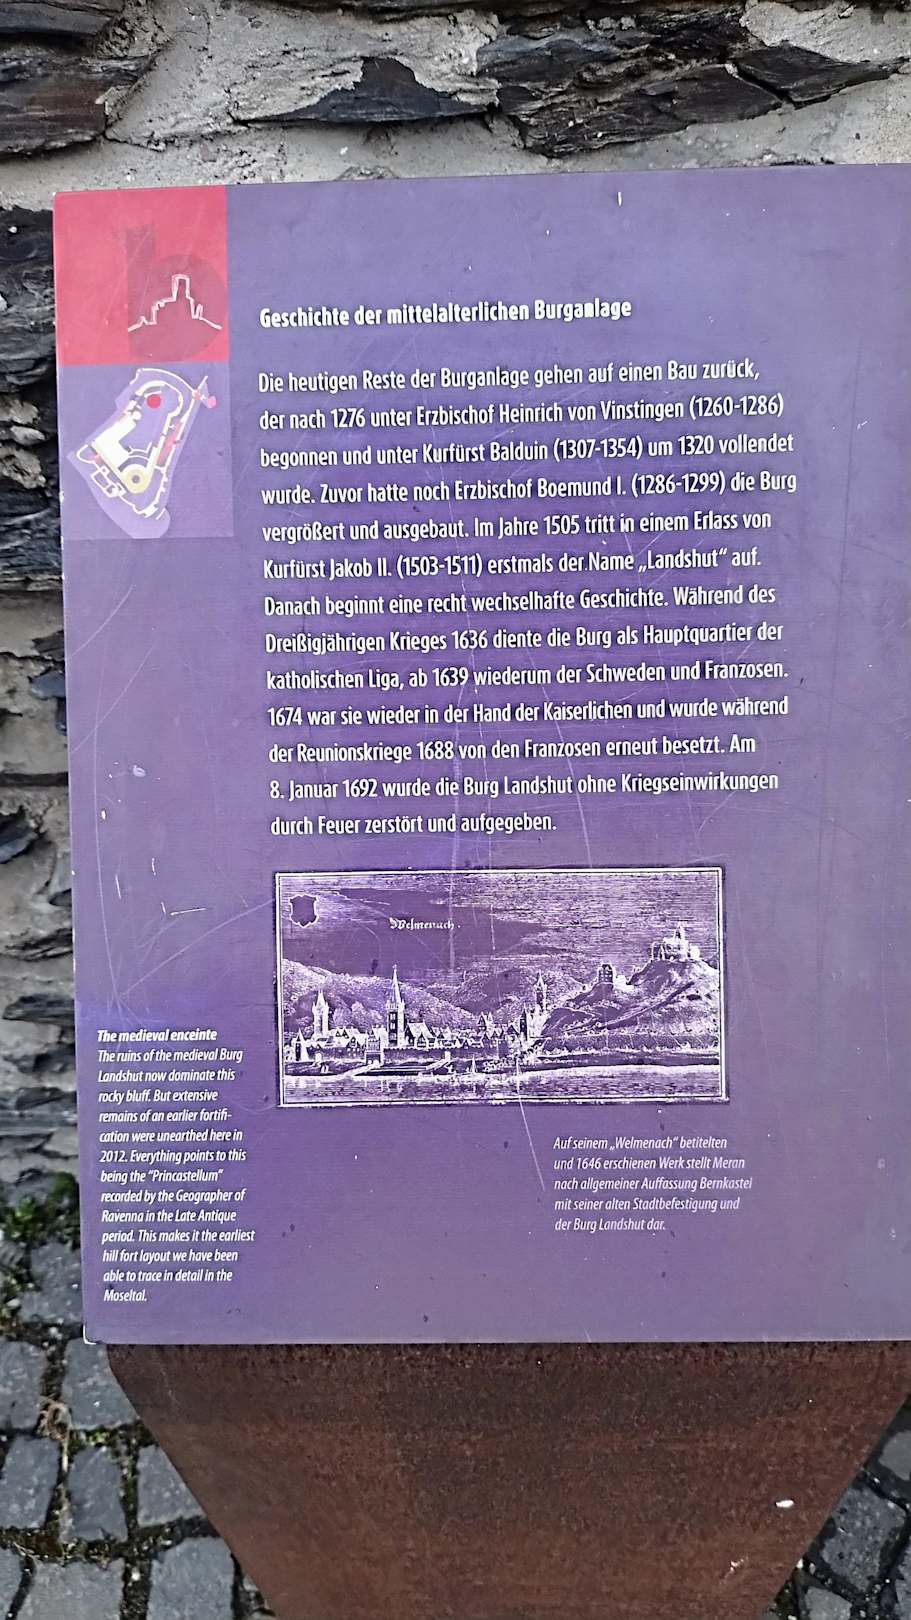 Geschichte der mittelalterlichen Burganlage
Die heutigen Reste der Burganlage gehen auf einen Bau zurück,
der nach 1276 unter Erzbischof Heinrich von Vinstingen (1260-1286)
begonnen und unter Kurfürst Balduin (1307-1354) um 1320 vollendet
wurde. Zuvor hatte noch Erzbischof Boemund I. (1286-1299) die Burg
vergrößert und ausgebaut. Im Jahre 1505 tritt in einem Erlass von
Kurfürst Jakob II. (1503-1511) erstmals der Name „Landshut“ auf.
Danach beginnt eine recht wechselhafte Geschichte. Während des
Dreißigjährigen Krieges 1636 diente die Burg als Hauptquartier der
katholischen Liga, ab 1639 wiederum der Schweden und Franzosen.
1674 war sie wieder in der Hand der Kaiserlichen und wurde während
der Reunionskriege 1688 von den Franzosen erneut besetzt. Am
8. Januar 1692 wurde die Burg Landshut ohne Kriegseinwirkungen
durch Feuer zerstört und aufgegeben.
Welmenach.
The medieval enceinte
The ruins of the medieval Burg
Landshut now dominate this
rocky bluff. But extensive
remains of an earlier fortifi-
cation were unearthed here in
2012. Everything points to this
being the “Princastellum”
recorded by the Geographer of
Ravenna in the Late Antique
period. This makes it the earliest
hill fort layout we have been
able to trace in detail in the
Moseltal.
Auf seinem „Welmenach“ betitelten
und 1646 erschienen Werk stellt Meran
nach allgemeiner Auffassung Bernkastel
mit seiner alten Stadtbefestigung und
der Burg Landshut dar.